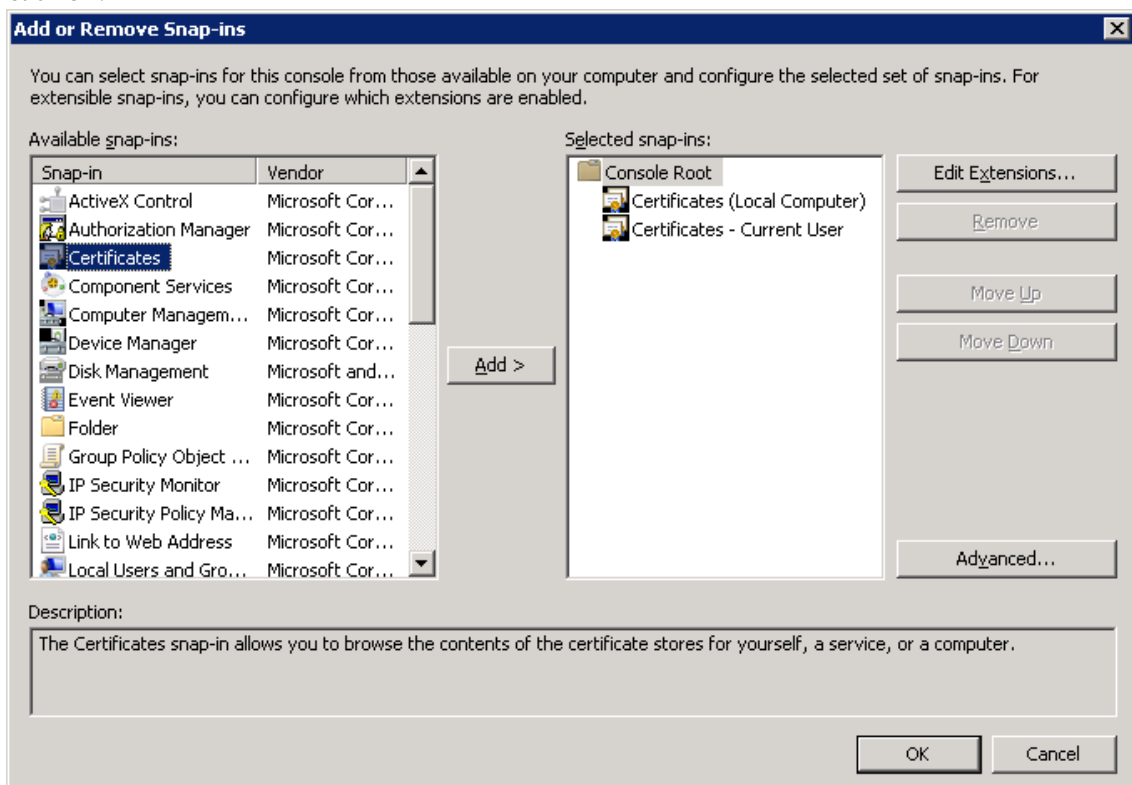 Add or Remove Snap-ins
You can select snap-ins for this console from those available on your computer and configure the selected set of snap-ins. For
extensible snap-ins, you can configure which extensions are enabled.
Available snap-ins:
Snap-in Vendor
ActiveX Control Microsoft Cor...
Authorization Manager Microsoft Cor...
Certificates Microsoft Cor...
Component Services Microsoft Cor...
Computer Managem... Microsoft Cor...
Device Manager Microsoft Cor...
Disk Management Microsoft and...
Event Viewer Microsoft Cor...
Folder Microsoft Cor...
Group Policy Object ... Microsoft Cor...
IP Security Monitor Microsoft Cor...
IP Security Policy Ma... Microsoft Cor...
Link to Web Address Microsoft Cor...
Local Users and Gro... Microsoft Cor...
Add >
Selected snap-ins:
Console Root
Certificates (Local Computer)
Certificates - Current User
Edit Extensions...
Remove
Move Up
Move Down
Advanced...
Description:
The Certificates snap-in allows you to browse the contents of the certificate stores for yourself, a service, or a computer.
OK Cancel